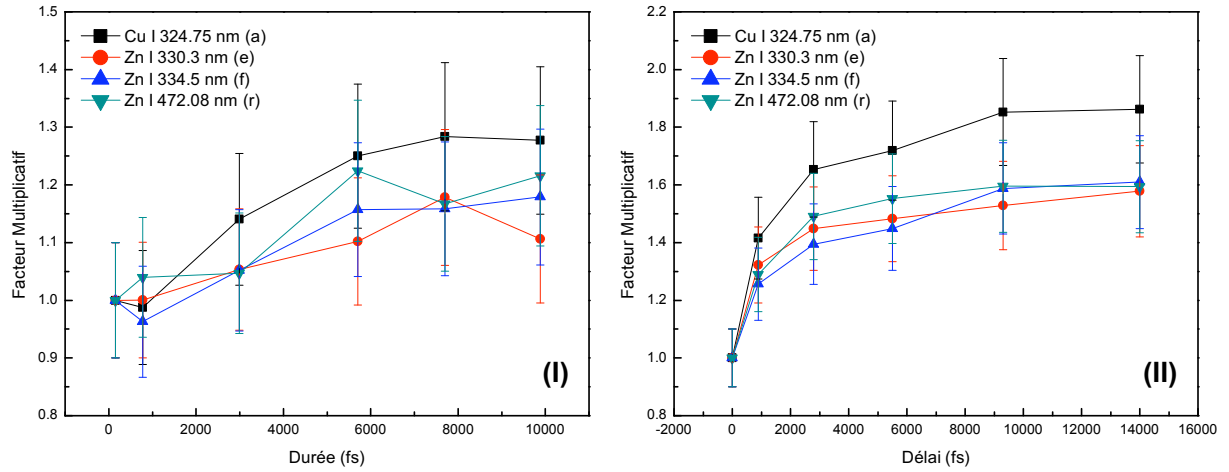 1.5
1.4
1.3
1.2
1.1
1.0
0.9
0.8
Facteur Multiplicatif
Cu I 324.75 nm (a)
Zn I 330.3 nm (e)
Zn I 334.5 nm (f)
Zn I 472.08 nm (r)
(I)
0 2000 4000 6000 8000 10000
Durée (fs)
2.2
2.0
1.8
1.6
1.4
1.2
1.0
0.8
Facteur Multiplicatif
Cu I 324.75 nm (a)
Zn I 330.3 nm (e)
Zn I 334.5 nm (f)
Zn I 472.08 nm (r)
(II)
-2000 0 2000 4000 6000 8000 10000 12000 14000 16000
Délai (fs)